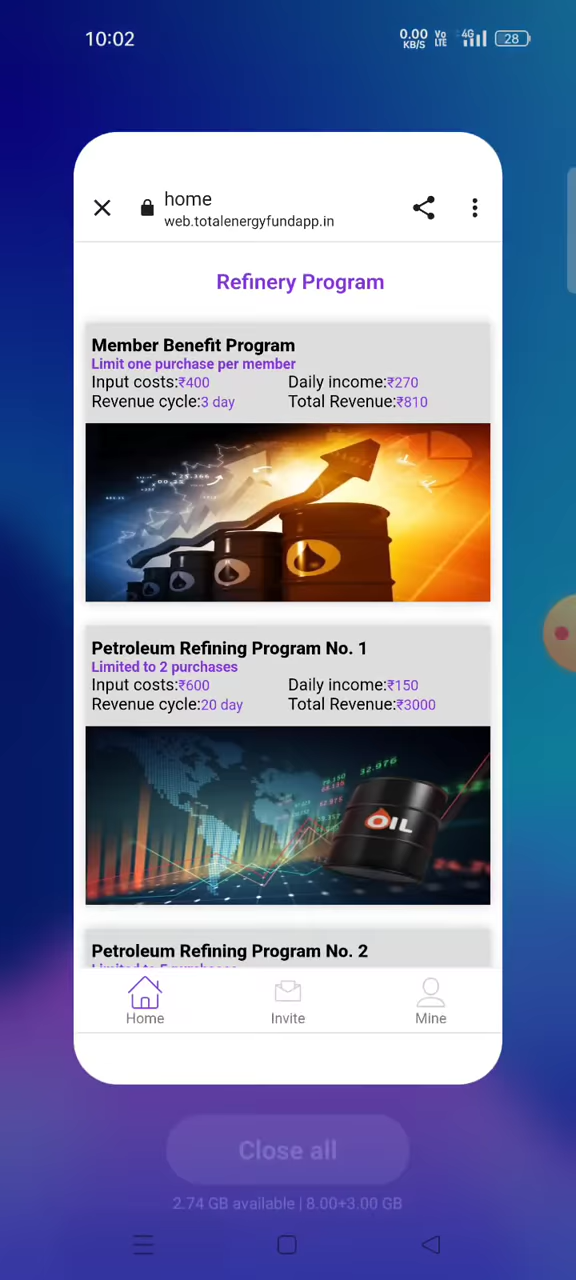 10:02
0.00 KB/S Vo LTE 4G 28
home
web.totalenergyfundapp.in
Refinery Program
Member Benefit Program
Limit one purchase per member
Input costs:₹400 Daily income:₹270
Revenue cycle:3 day Total Revenue:₹810
Petroleum Refining Program No. 1
Limited to 2 purchases
Input costs:₹600 Daily income:₹150
Revenue cycle:20 day Total Revenue:₹3000
32.976
OIL
Petroleum Refining Program No. 2
Home Invite Mine
Close all
2.74 GB available | 8.00+3.00 GB